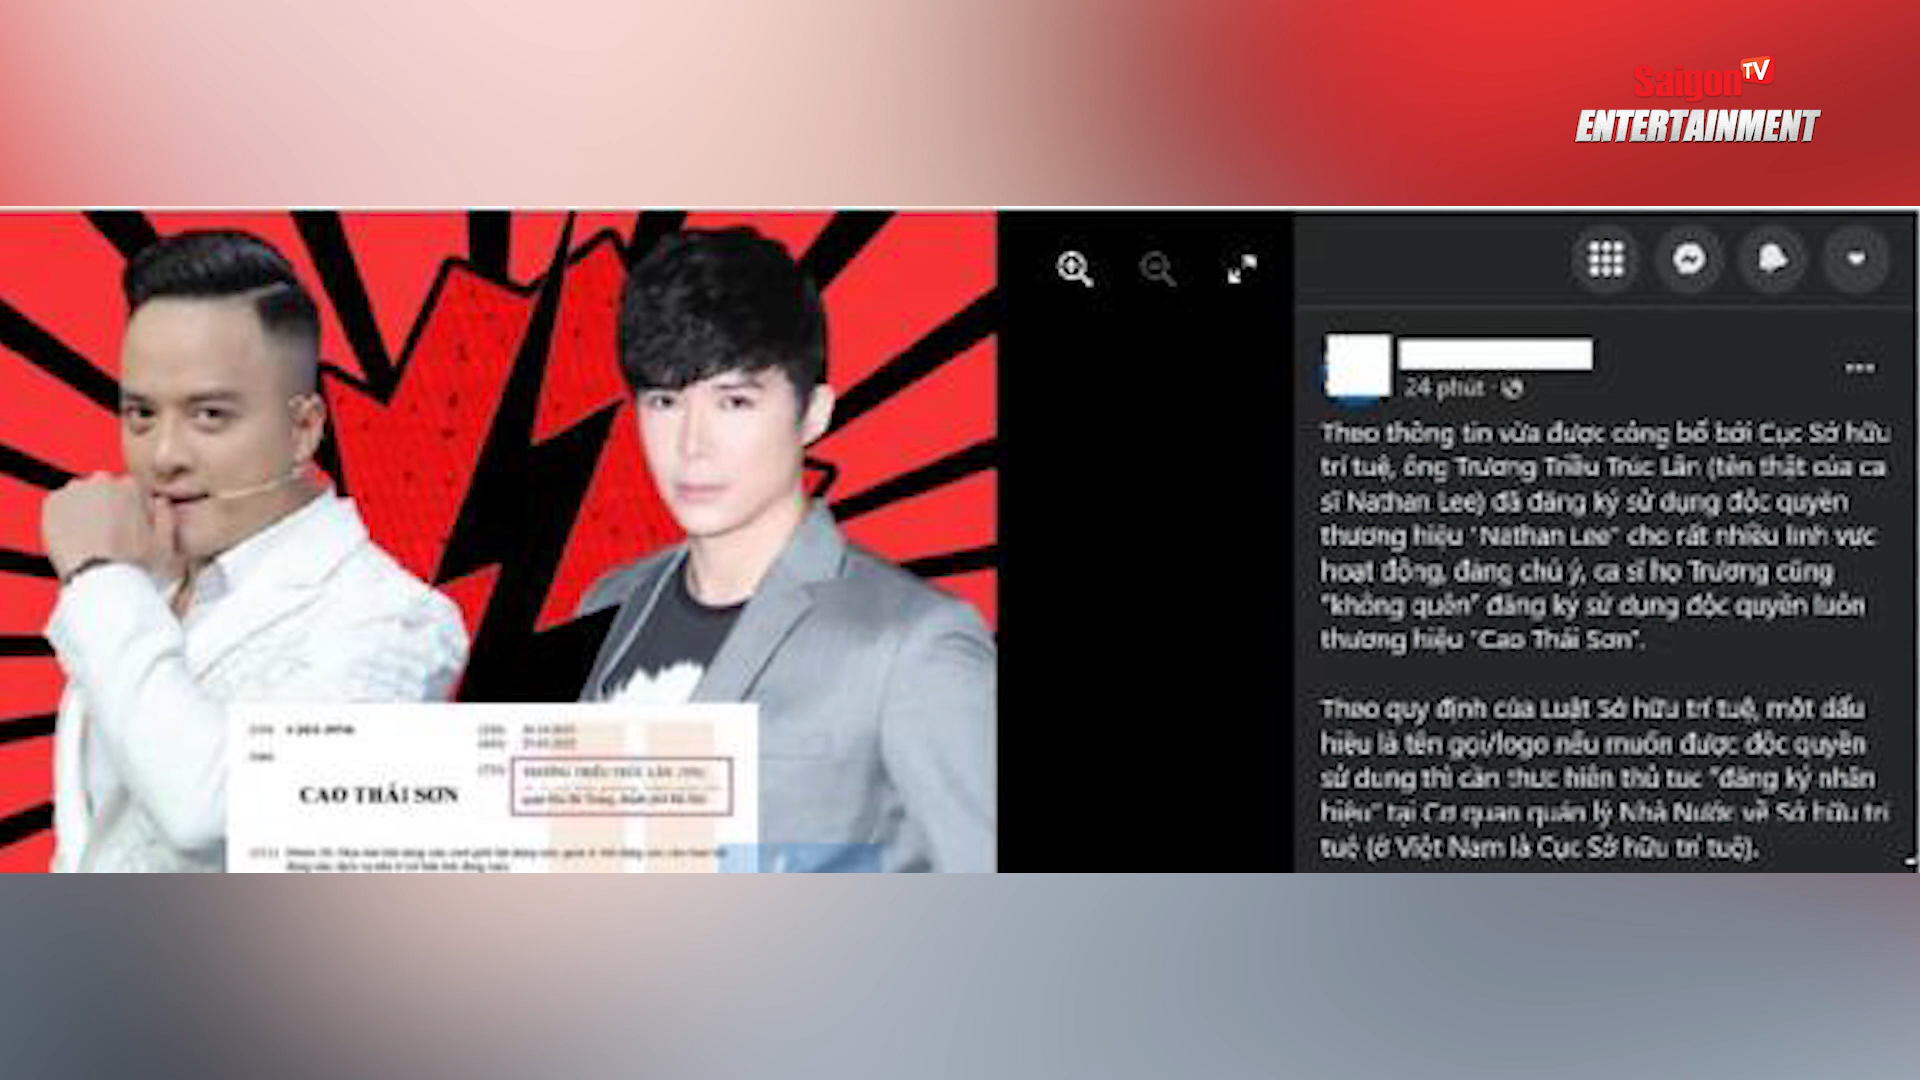 Saigon TV
ENTERTAINMENT
24 phút
Theo thông tin vừa được công bố bởi Cục Sở hữu
trí tuệ, ông Trương Triều Trúc Lân (tên thật của ca
sĩ Nathan Lee) đã đăng ký sử dụng độc quyền
thương hiệu "Nathan Lee" cho rất nhiều lĩnh vực
hoạt động, đáng chú ý, ca sĩ họ Trương cũng
"không quên" đăng ký sử dụng độc quyền luôn
thương hiệu "Cao Thái Sơn".
Theo quy định của Luật Sở hữu trí tuệ, một dấu
hiệu là tên gọi/logo nếu muốn được độc quyền
sử dụng thì cần thực hiện thủ tục "đăng ký nhãn
hiệu" tại Cơ quan quản lý Nhà Nước về Sở hữu trí
tuệ (ở Việt Nam là Cục Sở hữu trí tuệ).
CAO THÁI SƠN
TRƯƠNG TRIỀU TRÚC LÂN